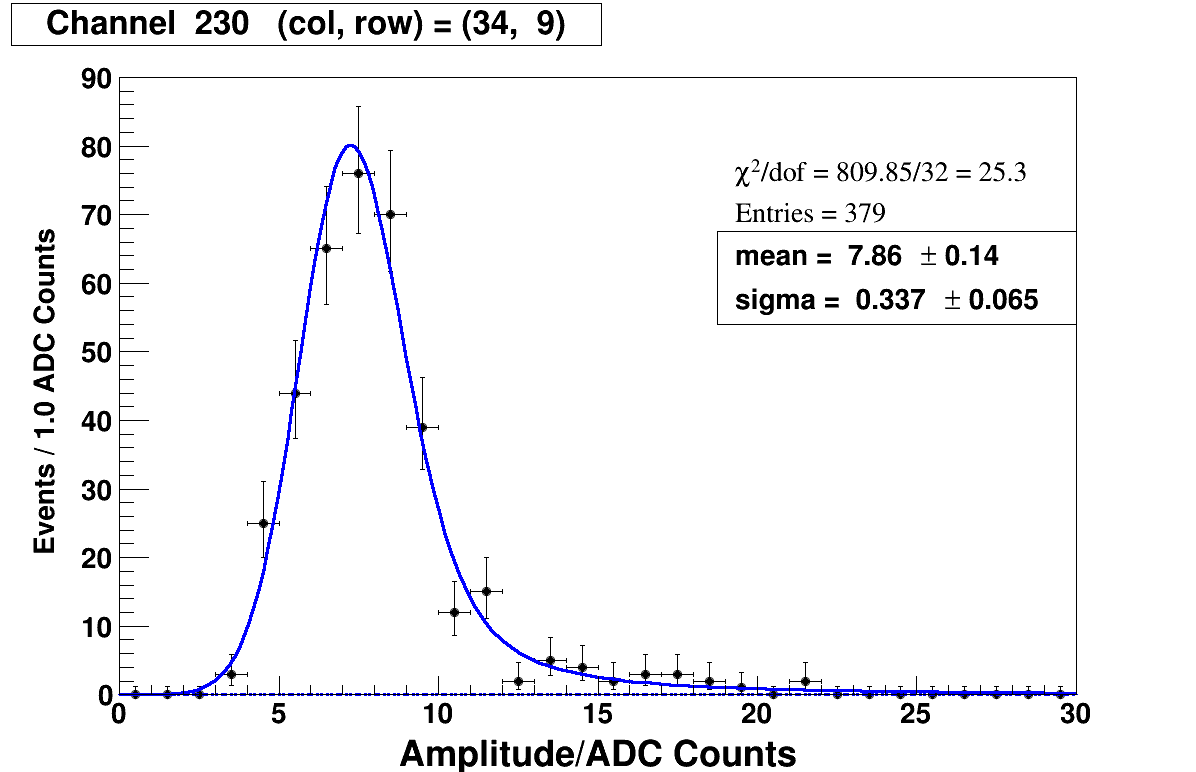 Channel 230 (col, row) = (34, 9)
90
80
70
60
50
40
30
20
10
0
Events / 1.0 ADC Counts
χ²/dof = 809.85/32 = 25.3
Entries = 379
mean = 7.86 ± 0.14
sigma = 0.337 ± 0.065
0 5 10 15 20 25 30
Amplitude/ADC Counts